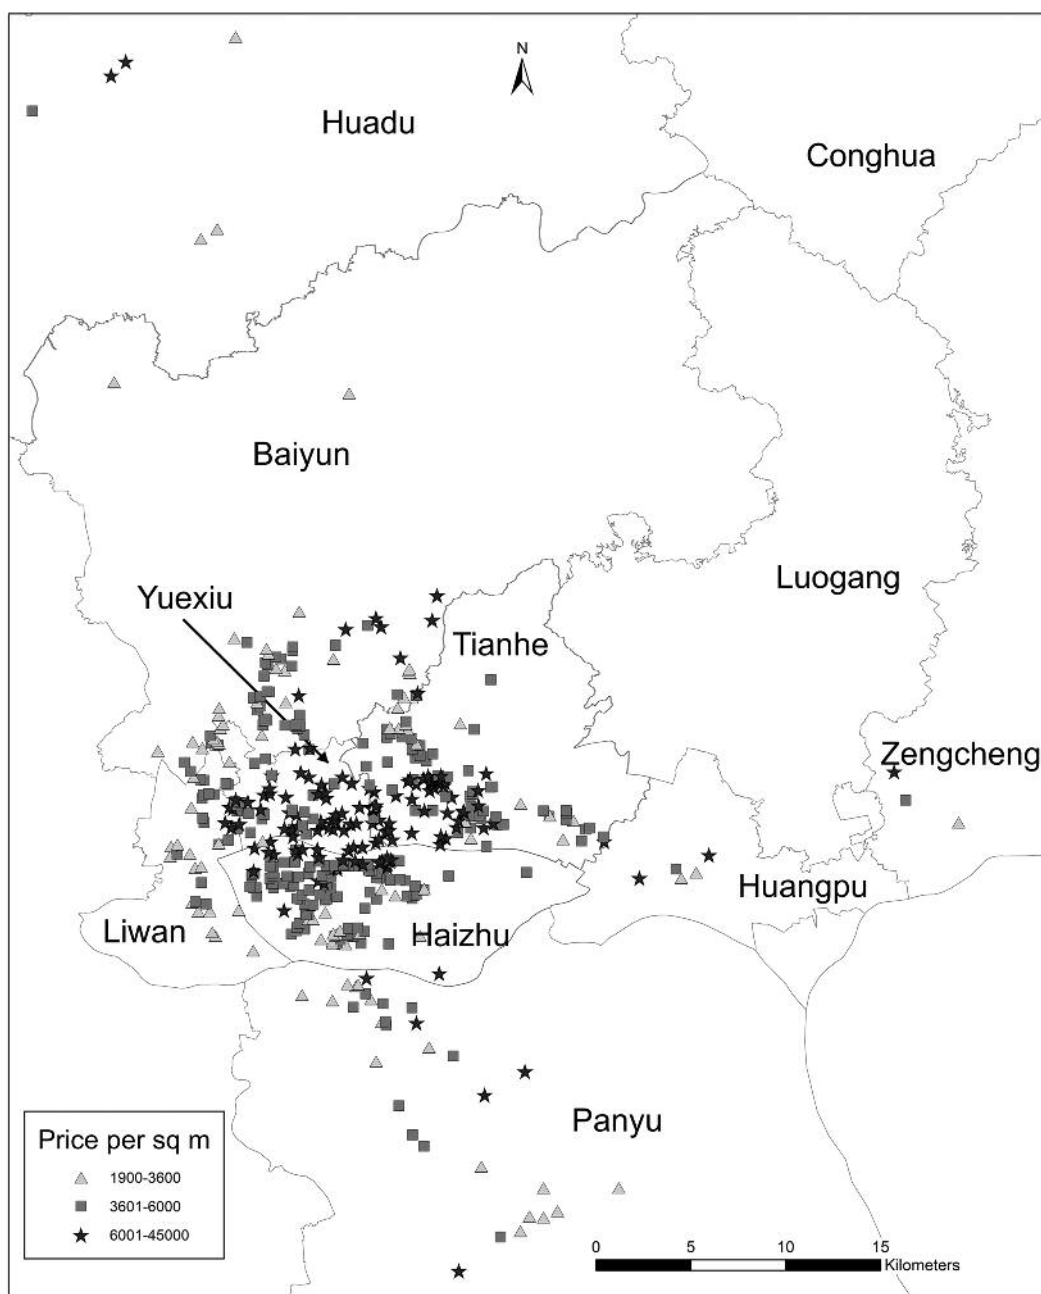 N
Huadu
Conghua
Baiyun
Luogang
Yuexiu
Tianhe
Zengcheng
Huangpu
Liwan
Haizhu
Panyu
Price per sq m
1900-3600
3601-6000
6001-45000
0 5 10 15
Kilometers